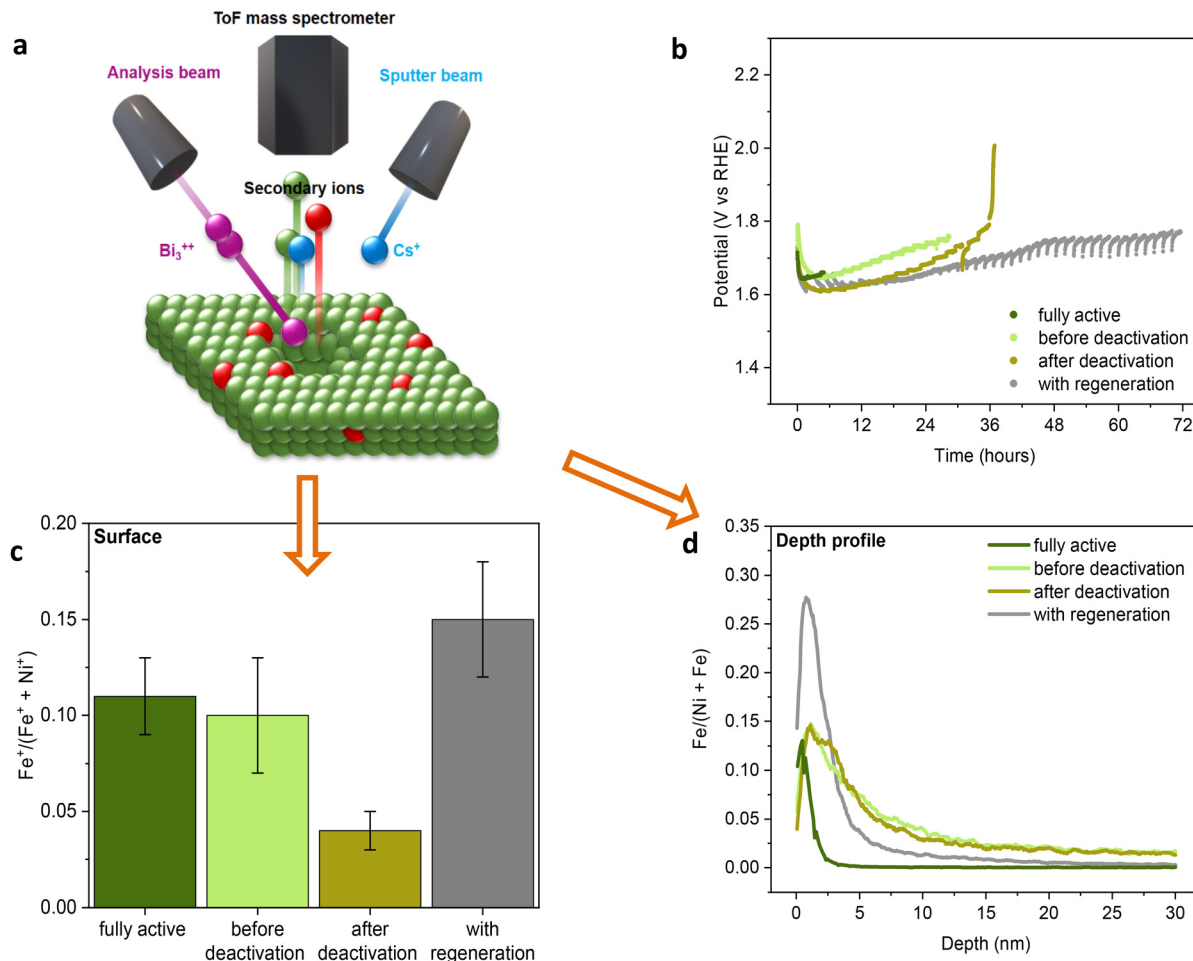 a
ToF mass spectrometer
Analysis beam
Sputter beam
Secondary ions
Bi₃⁺⁺
Cs⁺
b
Potential (V vs RHE)
2.2
2.0
1.8
1.6
1.4
fully active
before deactivation
after deactivation
with regeneration
0 12 24 36 48 60 72
Time (hours)
c
Surface
Fe⁺/(Fe⁺ + Ni⁺)
0.20
0.15
0.10
0.05
0.00
fully active
before
deactivation
after
deactivation
with
regeneration
d
Depth profile
Fe/(Ni + Fe)
0.35
0.30
0.25
0.20
0.15
0.10
0.05
0.00
fully active
before deactivation
after deactivation
with regeneration
0 5 10 15 20 25 30
Depth (nm)